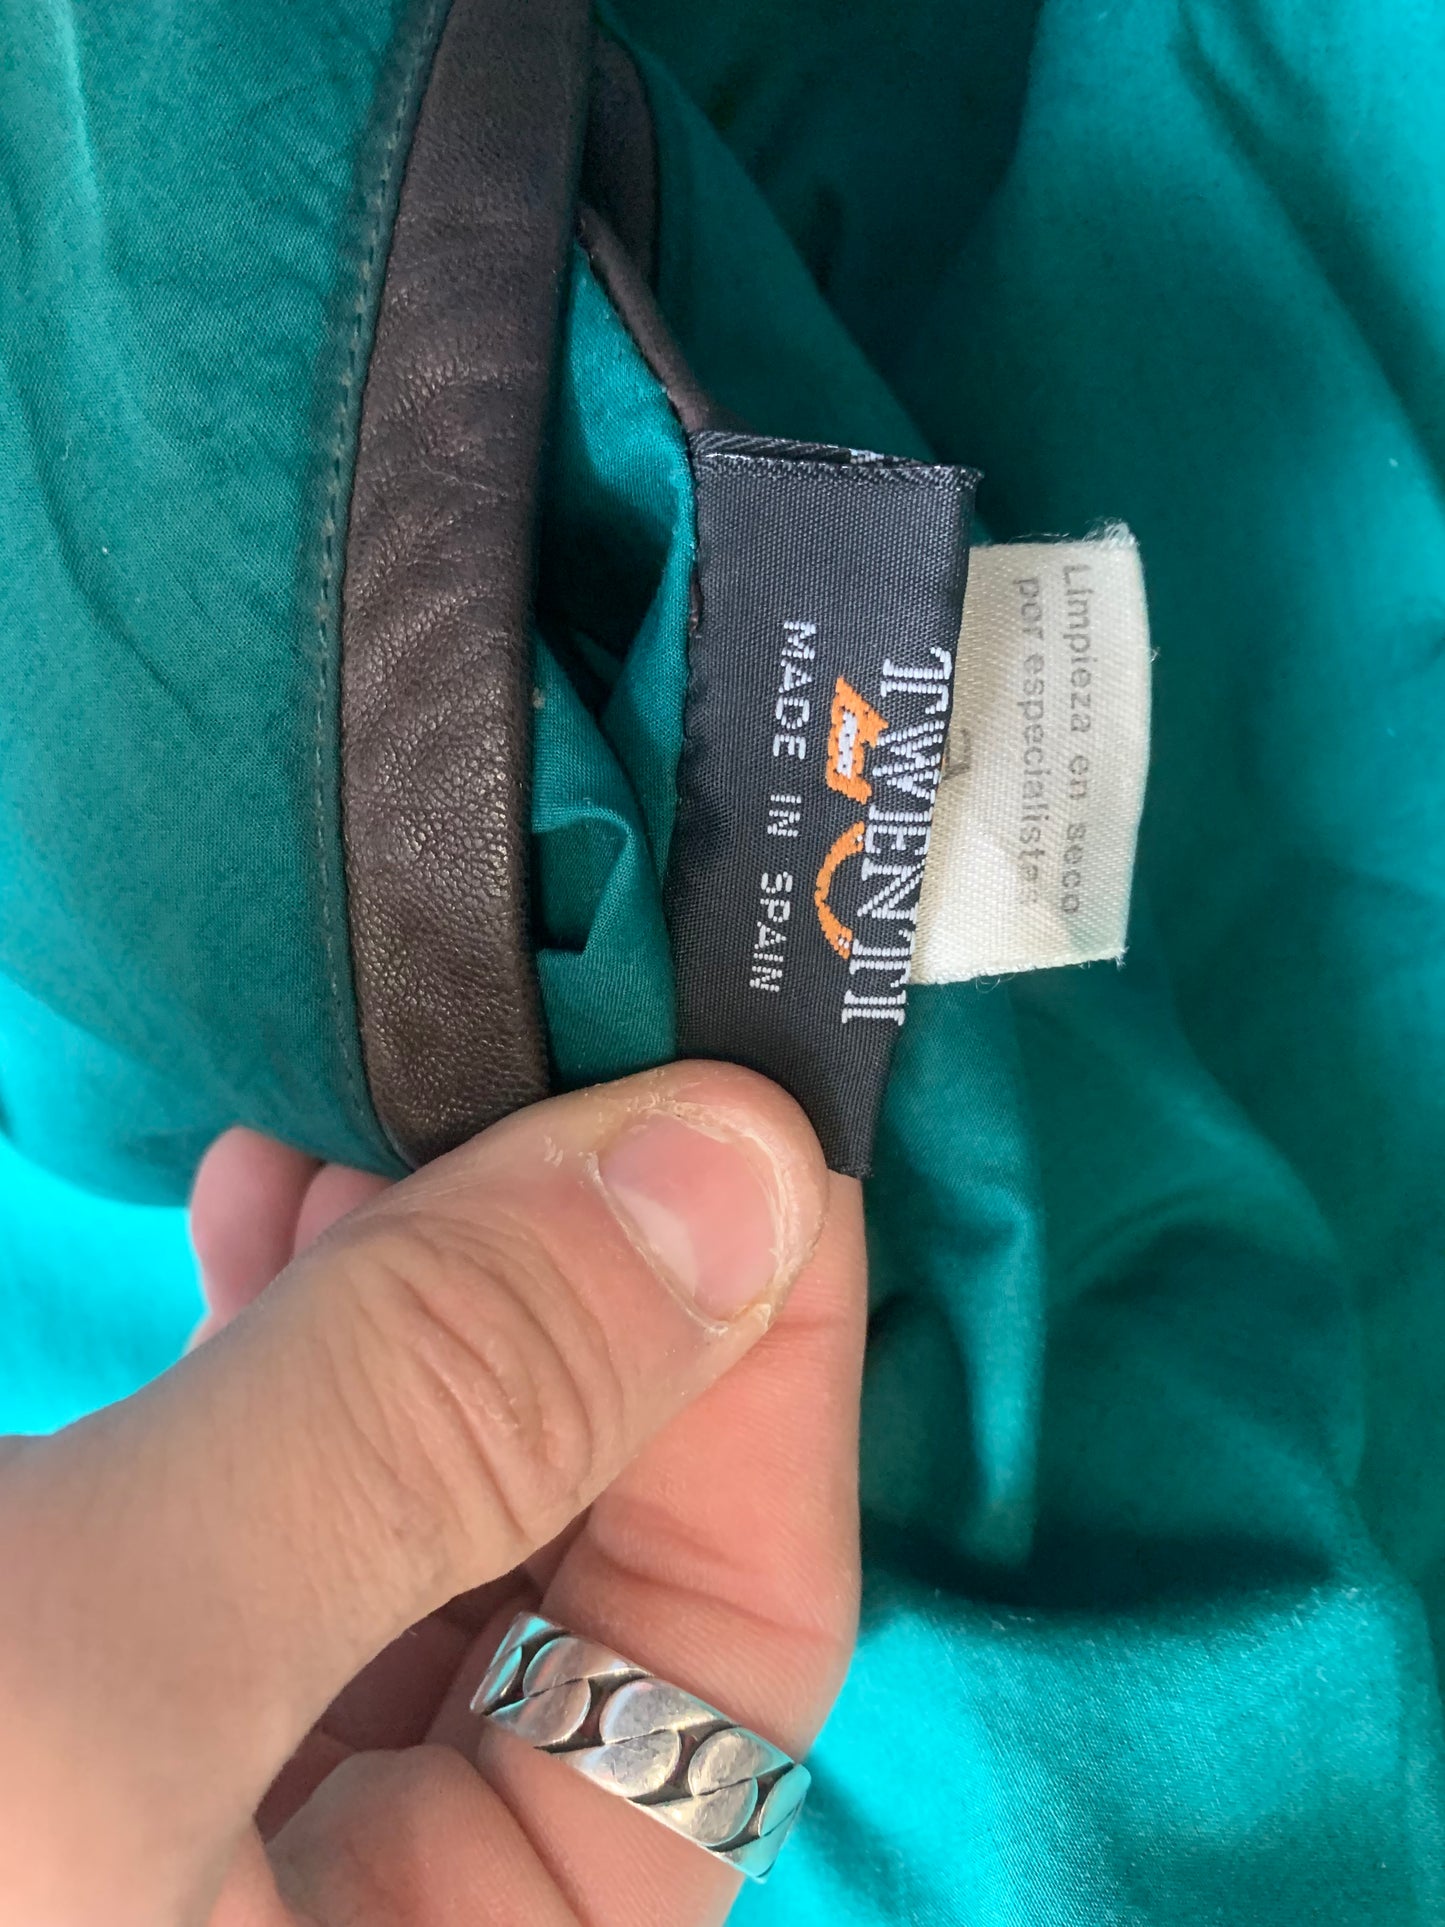 TWENTI
MADE IN SPAIN
Limpieza en seco
por especialistas